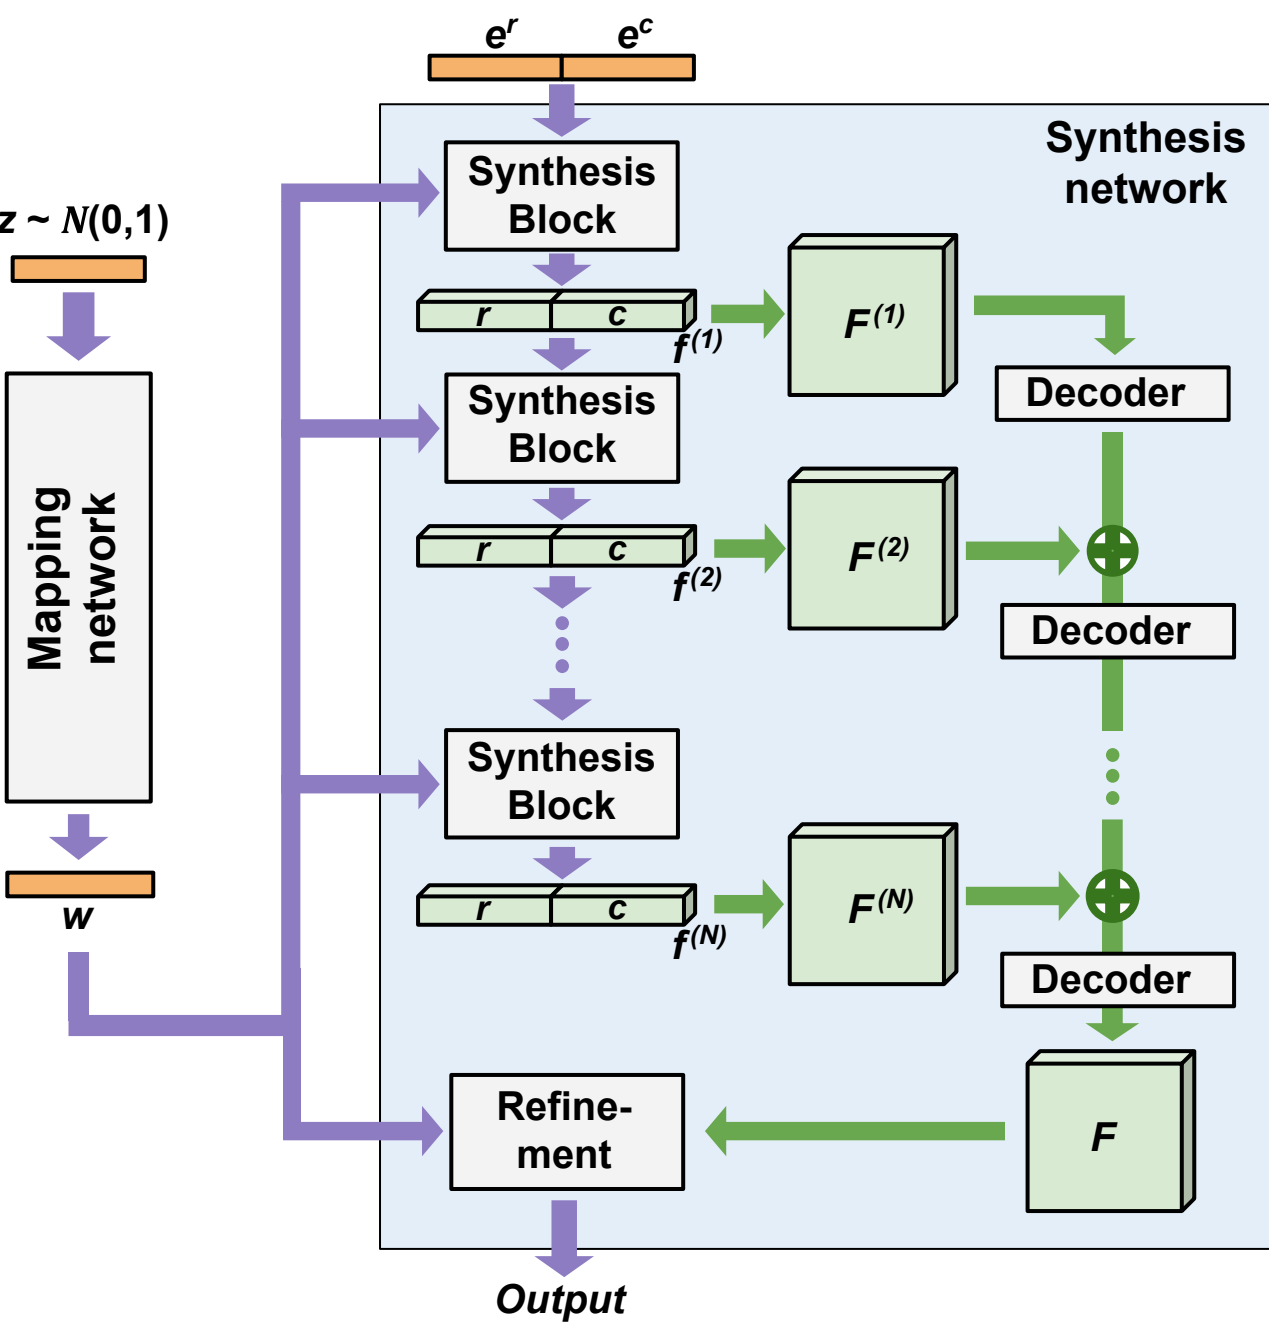 e^r e^c
Synthesis
network
Synthesis
Block
z ~ N(0,1)
r c
f^(1)
F^(1)
Decoder
Synthesis
Block
Mapping
network
r c
f^(2)
F^(2)
Decoder
Synthesis
Block
w
r c
f^(N)
F^(N)
Decoder
Refine-
ment
F
Output